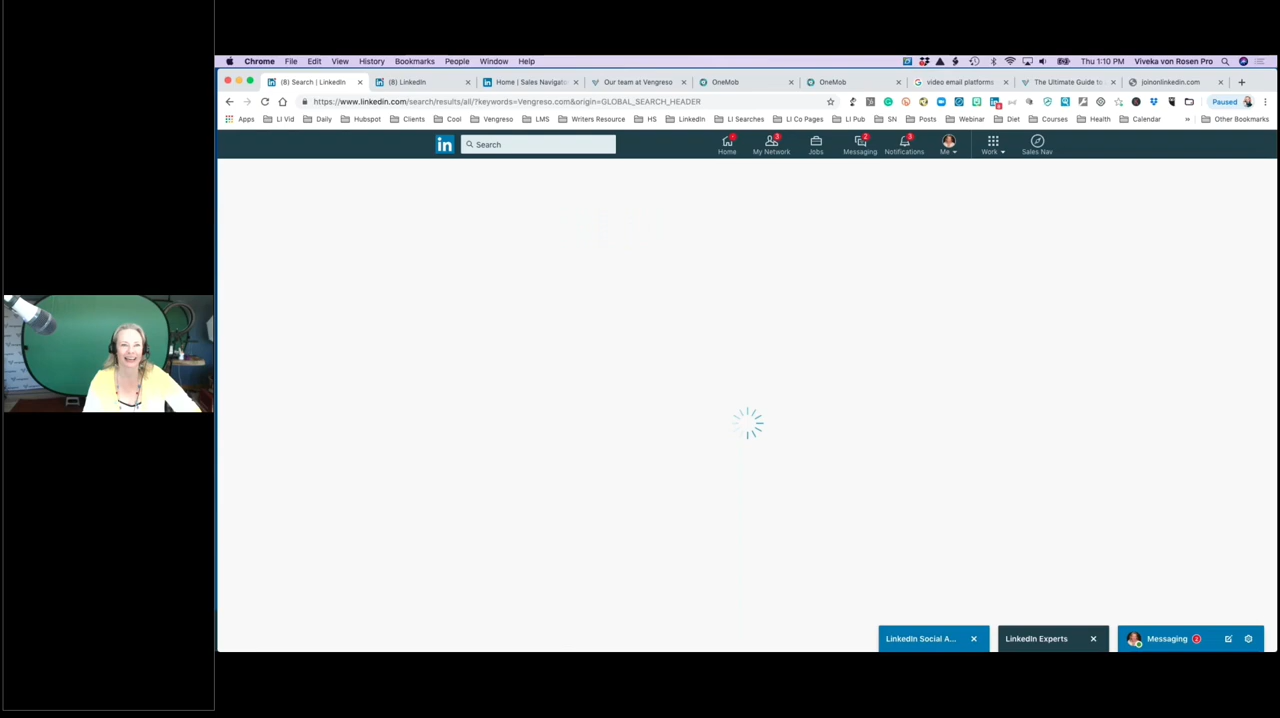 Chrome File Edit View History Bookmarks People Window Help Thu 1:10 PM Viveka von Rosen Pro
(8) Search | LinkedIn (8) LinkedIn Home | Sales Navigat Our team at Vengreso OneMob OneMob video email platforms The Ultimate Guide to joinonlinkedin.com
https://www.linkedin.com/search/results/all/?keywords=Vengreso.com&origin=GLOBAL_SEARCH_HEADER Paused
Apps LI Vid Daily Hubspot Clients Cool Vengreso LMS Writers Resource HS LinkedIn LI Searches LI Co Pages LI Pub SN Posts Webinar Diet Courses Health Calendar » Other Bookmarks
in Search Home My Network Jobs Messaging Notifications Me Work Sales Nav
LinkedIn Social A... LinkedIn Experts Messaging 2